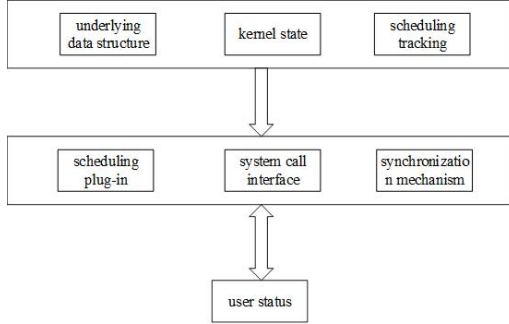 underlying
data structure
kernel state
scheduling
tracking
scheduling
plug-in
system call
interface
synchronizatio
n mechanism
user status